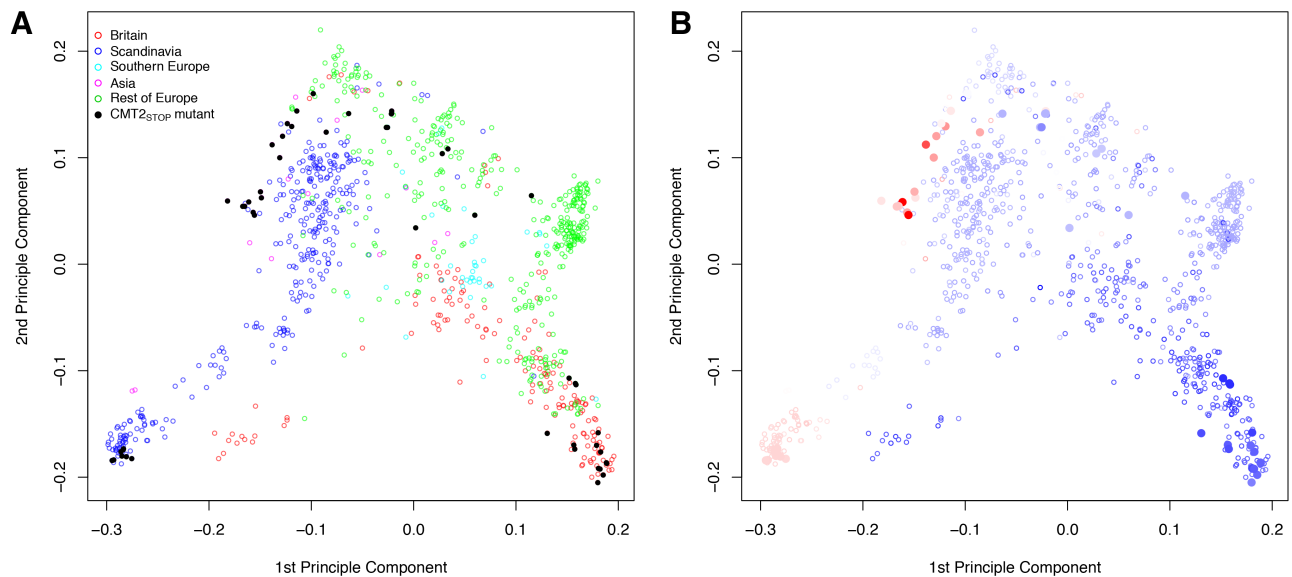 A
Britain
Scandinavia
Southern Europe
Asia
Rest of Europe
CMT2STOP mutant
2nd Principle Component
0.2
0.1
0.0
−0.1
−0.2
−0.3
−0.2
−0.1
0.0
0.1
0.2
1st Principle Component
B
2nd Principle Component
0.2
0.1
0.0
−0.1
−0.2
−0.3
−0.2
−0.1
0.0
0.1
0.2
1st Principle Component